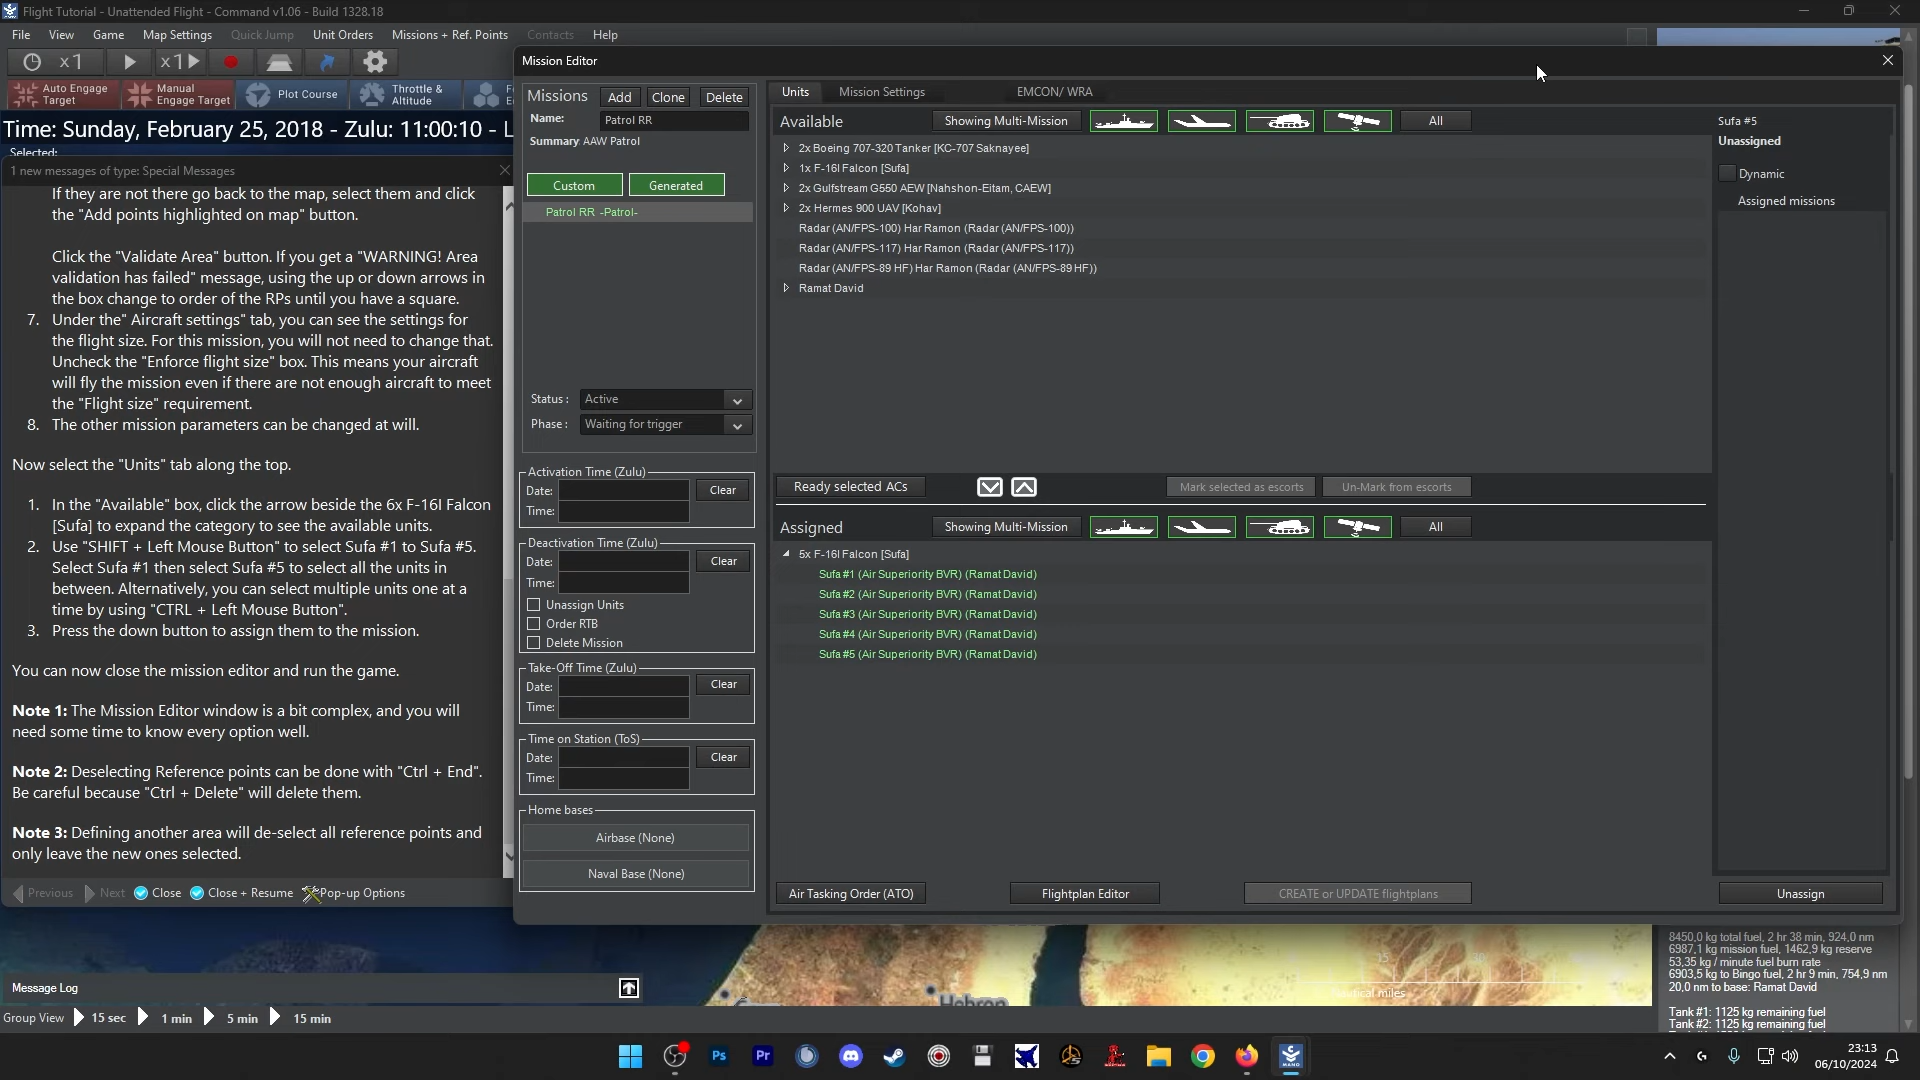 Flight Tutorial - Unattended Flight - Command v1.06 - Build 1328.18
File View Game Map Settings Quick Jump Unit Orders Missions + Ref. Points Contacts Help
x1 x1
Auto Engage Target
Manual Engage Target
Plot Course
Throttle & Altitude
Time: Sunday, February 25, 2018 - Zulu: 11:00:10 - L
Selected:
1 new messages of type: Special Messages
If they are not there go back to the map, select them and click
the "Add points highlighted on map" button.
Click the "Validate Area" button. If you get a "WARNING! Area
validation has failed" message, using the up or down arrows in
the box change to order of the RPs until you have a square.
7. Under the" Aircraft settings" tab, you can see the settings for
the flight size. For this mission, you will not need to change that.
Uncheck the "Enforce flight size" box. This means your aircraft
will fly the mission even if there are not enough aircraft to meet
the "Flight size" requirement.
8. The other mission parameters can be changed at will.
Now select the "Units" tab along the top.
1. In the "Available" box, click the arrow beside the 6x F-16I Falcon
[Sufa] to expand the category to see the available units.
2. Use "SHIFT + Left Mouse Button" to select Sufa #1 to Sufa #5.
Select Sufa #1 then select Sufa #5 to select all the units in
between. Alternatively, you can select multiple units one at a
time by using "CTRL + Left Mouse Button".
3. Press the down button to assign them to the mission.
You can now close the mission editor and run the game.
Note 1: The Mission Editor window is a bit complex, and you will
need some time to know every option well.
Note 2: Deselecting Reference points can be done with "Ctrl + End".
Be careful because "Ctrl + Delete" will delete them.
Note 3: Defining another area will de-select all reference points and
only leave the new ones selected.
Previous Next Close Close + Resume Pop-up Options
Message Log
Group View 15 sec 1 min 5 min 15 min
Mission Editor
Missions Add Clone Delete
Name: Patrol RR
Summary AAW Patrol
Custom Generated
Patrol RR -Patrol-
Status: Active
Phase: Waiting for trigger
Activation Time (Zulu)
Date: Clear
Time:
Deactivation Time (Zulu)
Date: Clear
Time:
Unassign Units
Order RTB
Delete Mission
Take-Off Time (Zulu)
Date: Clear
Time:
Time on Station (ToS)
Date: Clear
Time:
Home bases
Airbase (None)
Naval Base (None)
Units Mission Settings EMCON/ WRA
Available Showing Multi-Mission All
2x Boeing 707-320 Tanker [KC-707 Saknayee]
1x F-16I Falcon [Sufa]
2x Gulfstream G550 AEW [Nahshon-Eitam, CAEW]
2x Hermes 900 UAV [Kohav]
Radar (AN/FPS-100) Har Ramon (Radar (AN/FPS-100))
Radar (AN/FPS-117) Har Ramon (Radar (AN/FPS-117))
Radar (AN/FPS-89 HF) Har Ramon (Radar (AN/FPS-89 HF))
Ramat David
Ready selected ACs Mark selected as escorts Un-Mark from escorts
Assigned Showing Multi-Mission All
5x F-16I Falcon [Sufa]
Sufa #1 (Air Superiority BVR) (Ramat David)
Sufa #2 (Air Superiority BVR) (Ramat David)
Sufa #3 (Air Superiority BVR) (Ramat David)
Sufa #4 (Air Superiority BVR) (Ramat David)
Sufa #5 (Air Superiority BVR) (Ramat David)
Air Tasking Order (ATO) Flightplan Editor CREATE or UPDATE flightplans
Sufa #5
Unassigned
Dynamic
Assigned missions
Unassign
Hebron
15 30
Nautical miles
8450,0 kg total fuel, 2 hr 38 min, 924,0 nm
6987,1 kg mission fuel, 1462,9 kg reserve
53,35 kg / minute fuel burn rate
6903,5 kg to Bingo fuel, 2 hr 9 min, 754,9 nm
20,0 nm to base: Ramat David
Tank #1: 1125 kg remaining fuel
Tank #2: 1125 kg remaining fuel
Ps Pr
23:13
06/10/2024